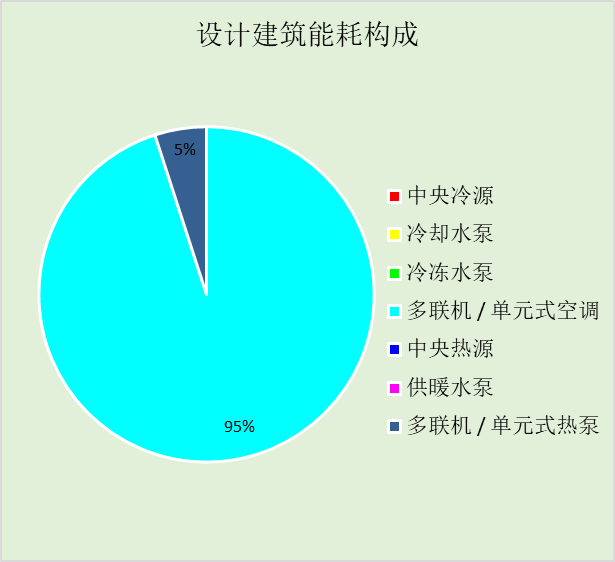 设计建筑能耗构成
5%
95%
中央冷源
冷却水泵
冷冻水泵
多联机 / 单元式空调
中央热源
供暖水泵
多联机 / 单元式热泵